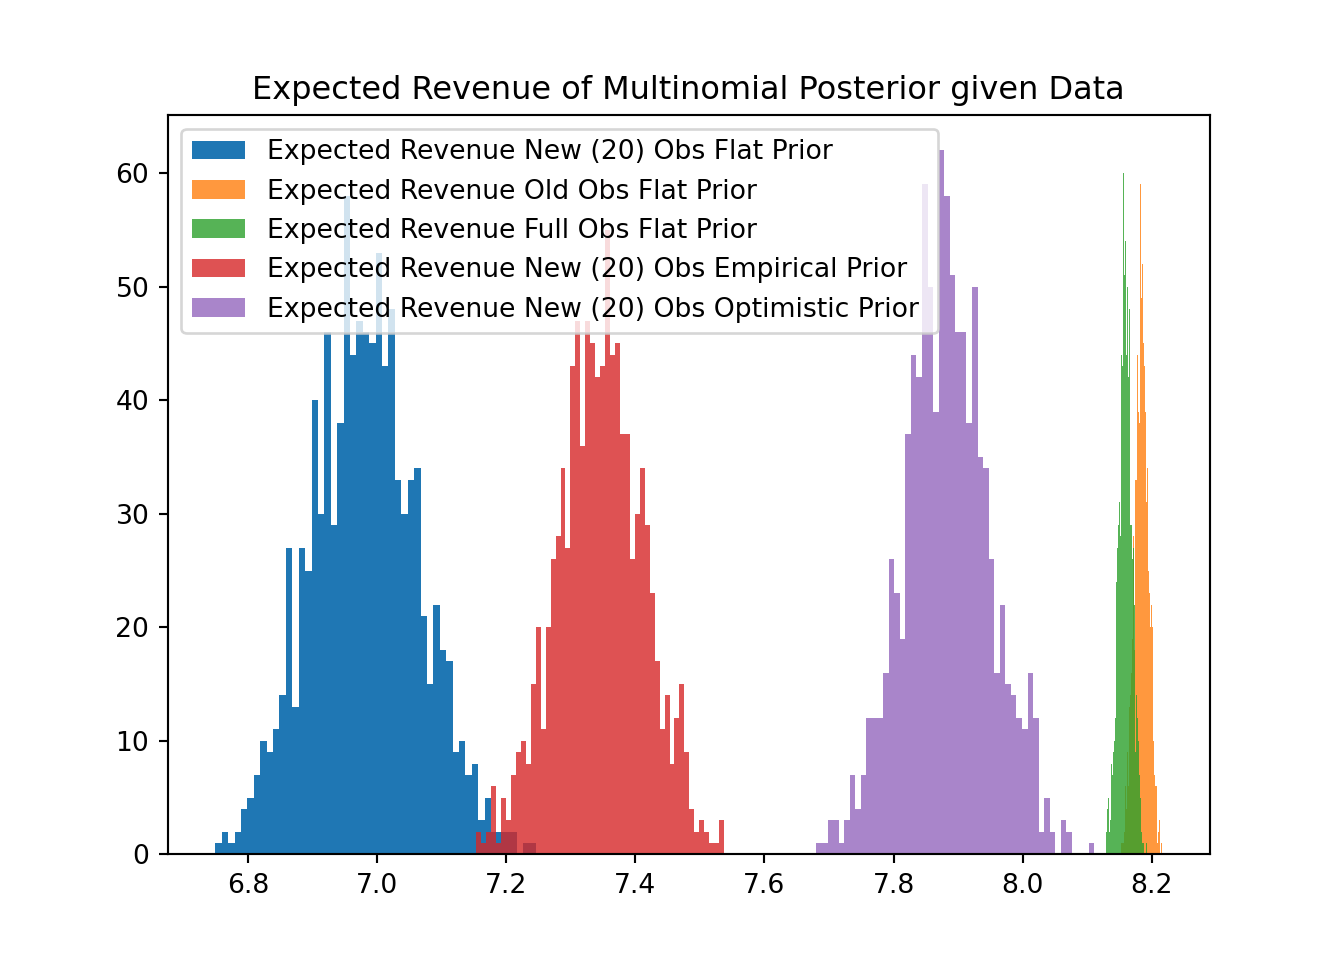 Expected Revenue of Multinomial Posterior given Data
Expected Revenue New (20) Obs Flat Prior
Expected Revenue Old Obs Flat Prior
Expected Revenue Full Obs Flat Prior
Expected Revenue New (20) Obs Empirical Prior
Expected Revenue New (20) Obs Optimistic Prior
60
50
40
30
20
10
0
6.8 7.0 7.2 7.4 7.6 7.8 8.0 8.2